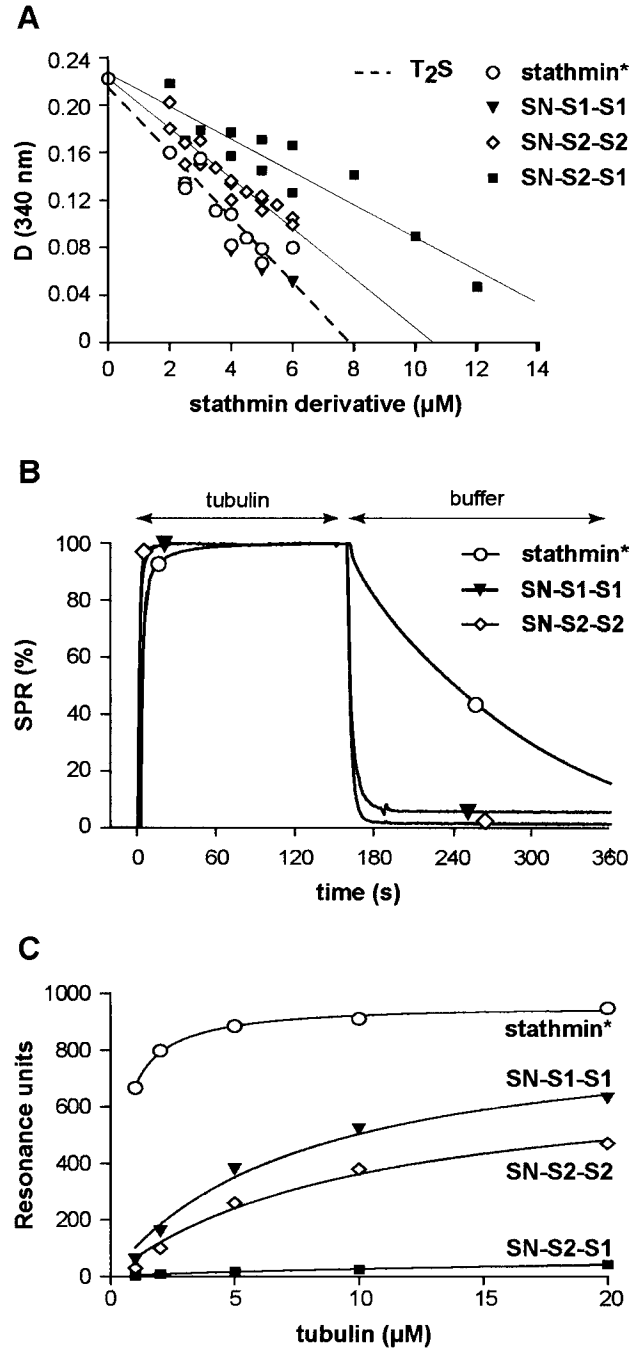 A
0.24
0.20
0.16
0.12
0.08
0.04
0
D (340 nm)
0 2 4 6 8 10 12 14
stathmin derivative (µM)
T2S
stathmin*
SN-S1-S1
SN-S2-S2
SN-S2-S1
B
tubulin
buffer
100
80
60
40
20
0
SPR (%)
0 60 120 180 240 300 360
time (s)
stathmin*
SN-S1-S1
SN-S2-S2
C
1000
800
600
400
200
0
Resonance units
0 5 10 15 20
tubulin (µM)
stathmin*
SN-S1-S1
SN-S2-S2
SN-S2-S1